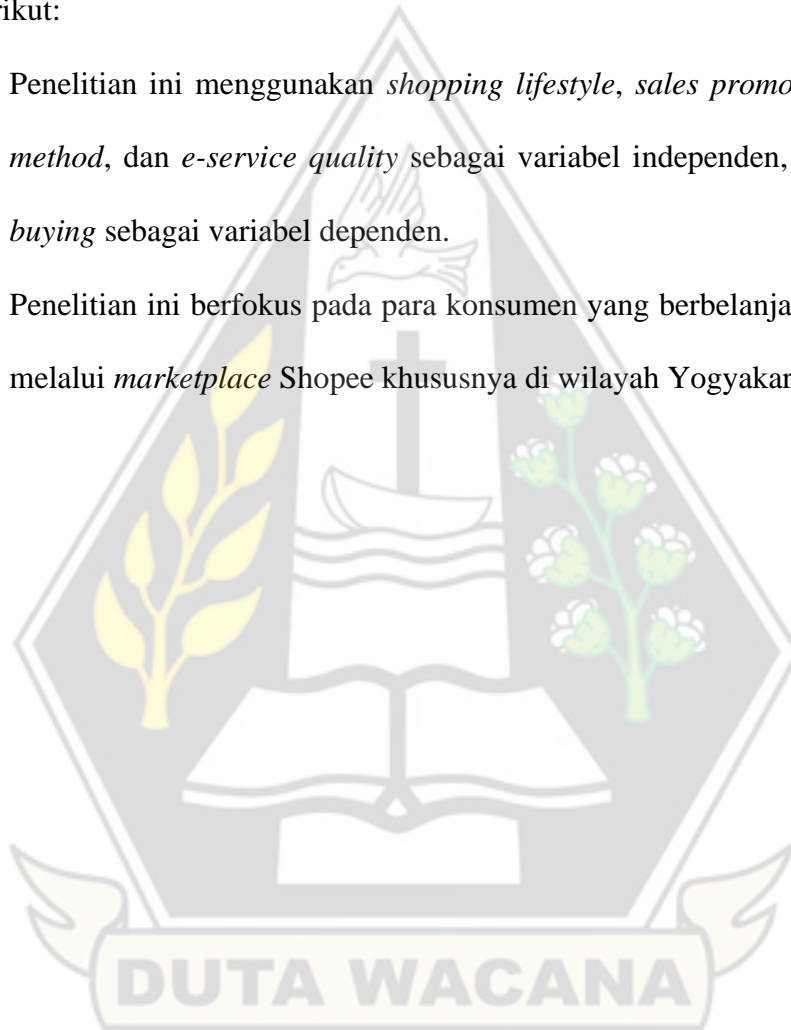 rikut:
Penelitian ini menggunakan shopping lifestyle, sales promo
method, dan e-service quality sebagai variabel independen,
buying sebagai variabel dependen.
Penelitian ini berfokus pada para konsumen yang berbelanja
melalui marketplace Shopee khususnya di wilayah Yogyakar
DUTA WACANA